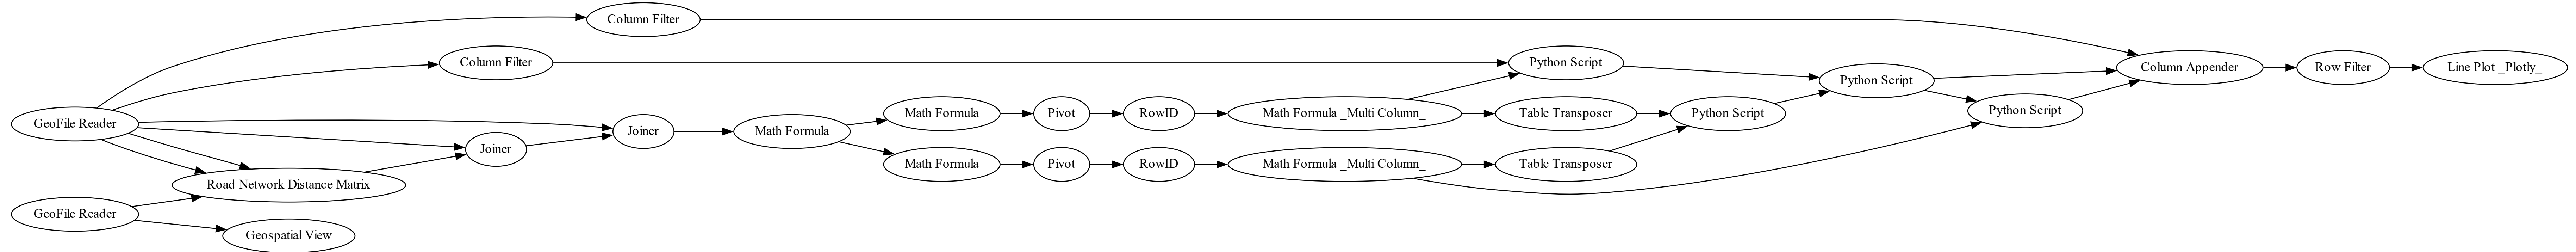 Column Filter
Column Filter
Python Script
Python Script
Column Appender
Row Filter
Line Plot _Plotly_
GeoFile Reader
Joiner
Joiner
Math Formula
Math Formula
Pivot
RowID
Math Formula _Multi Column_
Table Transposer
Python Script
Python Script
Math Formula
Pivot
RowID
Math Formula _Multi Column_
Table Transposer
Road Network Distance Matrix
GeoFile Reader
Geospatial View